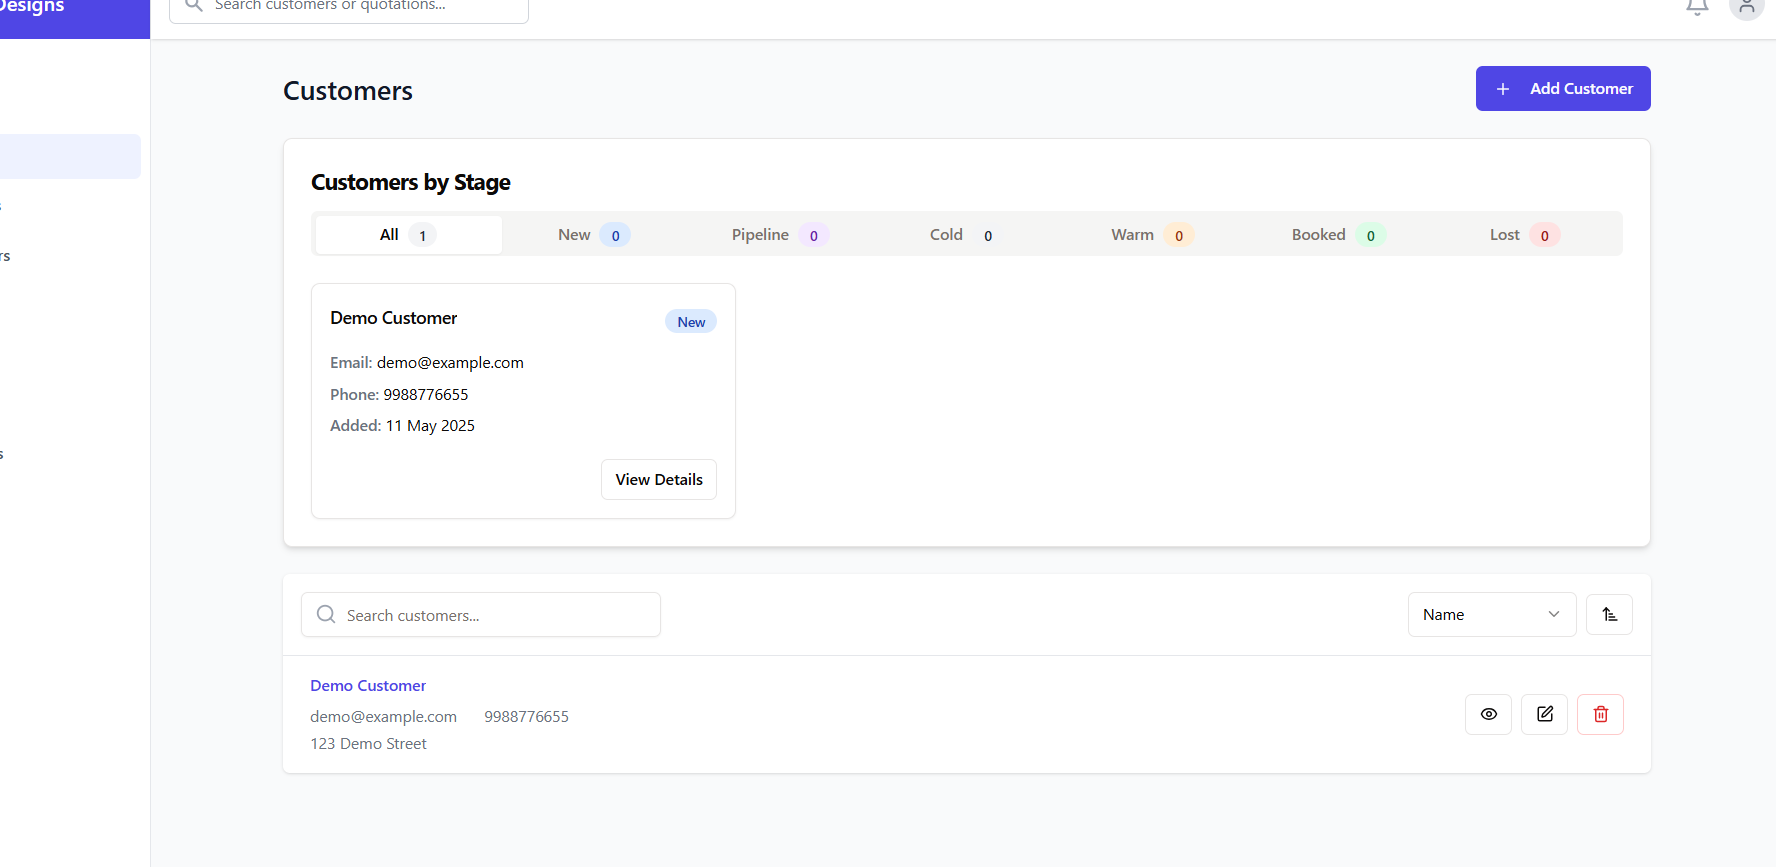 Designs
Search customers or quotations...
Customers
Add Customer
Customers by Stage
All 1 New 0 Pipeline 0 Cold 0 Warm 0 Booked 0 Lost 0
Demo Customer New
Email: demo@example.com
Phone: 9988776655
Added: 11 May 2025
View Details
Search customers...
Name
Demo Customer
demo@example.com 9988776655
123 Demo Street